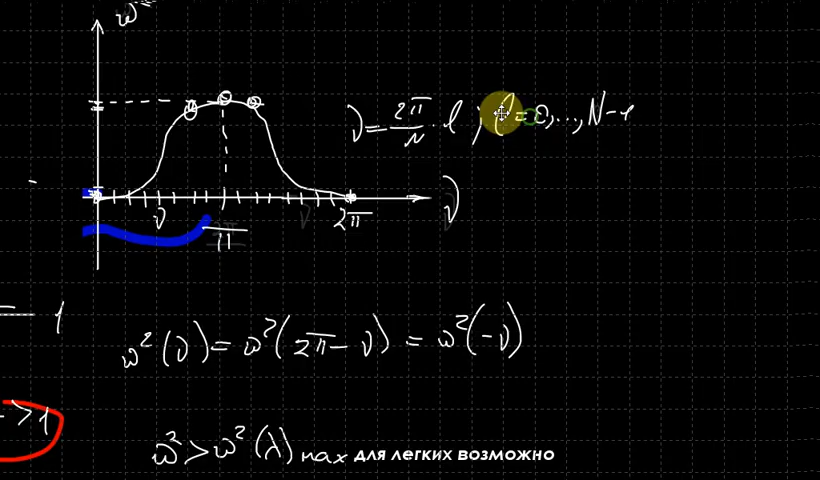 ω²
ν = 2π/N · l ; l = 0, ..., N-1
ν
π
2π
ν
1
ω²(ν) = ω²(2π - ν) = ω²(-ν)
> 1
ω² > ω²(λ) max для легких возможно